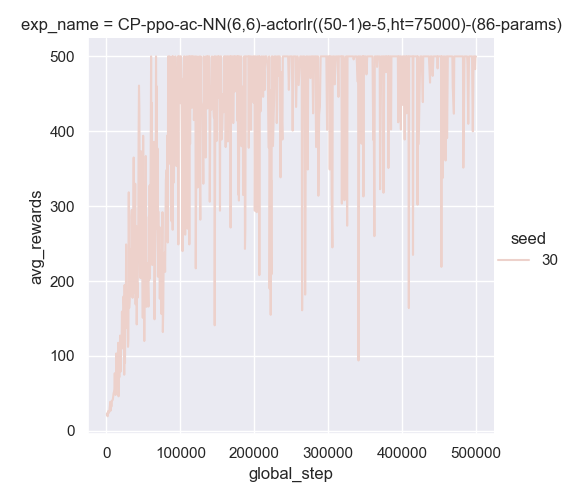 exp_name = CP-ppo-ac-NN(6,6)-actorlr((50-1)e-5,ht=75000)-(86-params)
500
400
300
200
100
0
avg_rewards
0 100000 200000 300000 400000 500000
global_step
seed
30